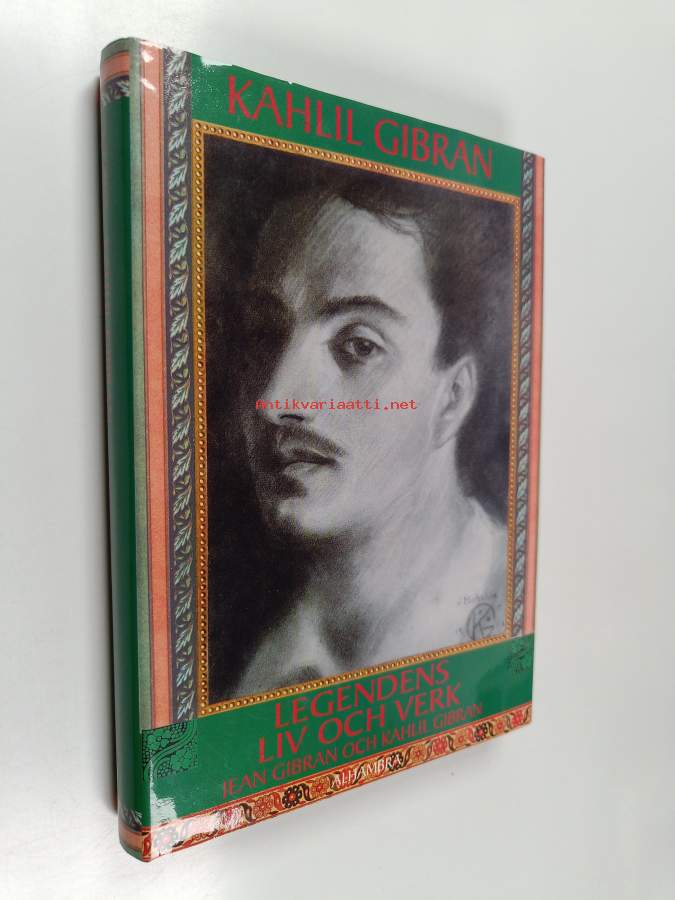 KAHLIL GIBRAN
antikvariaatti.net
LEGENDENS
LIV OCH VERK
JEAN GIBRAN OCH KAHLIL GIBRAN
ALHAMBRA